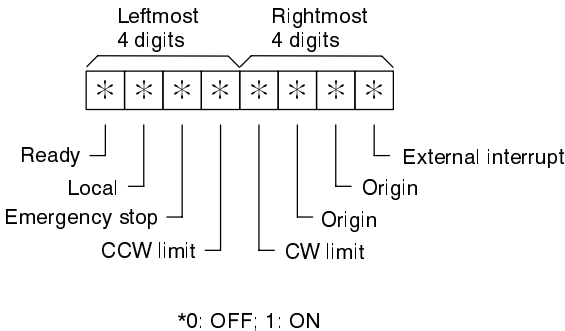 Leftmost
4 digits
Rightmost
4 digits
* * * * * * * *
Ready
External interrupt
Local
Origin
Emergency stop
Origin
CCW limit
CW limit
*0: OFF; 1: ON